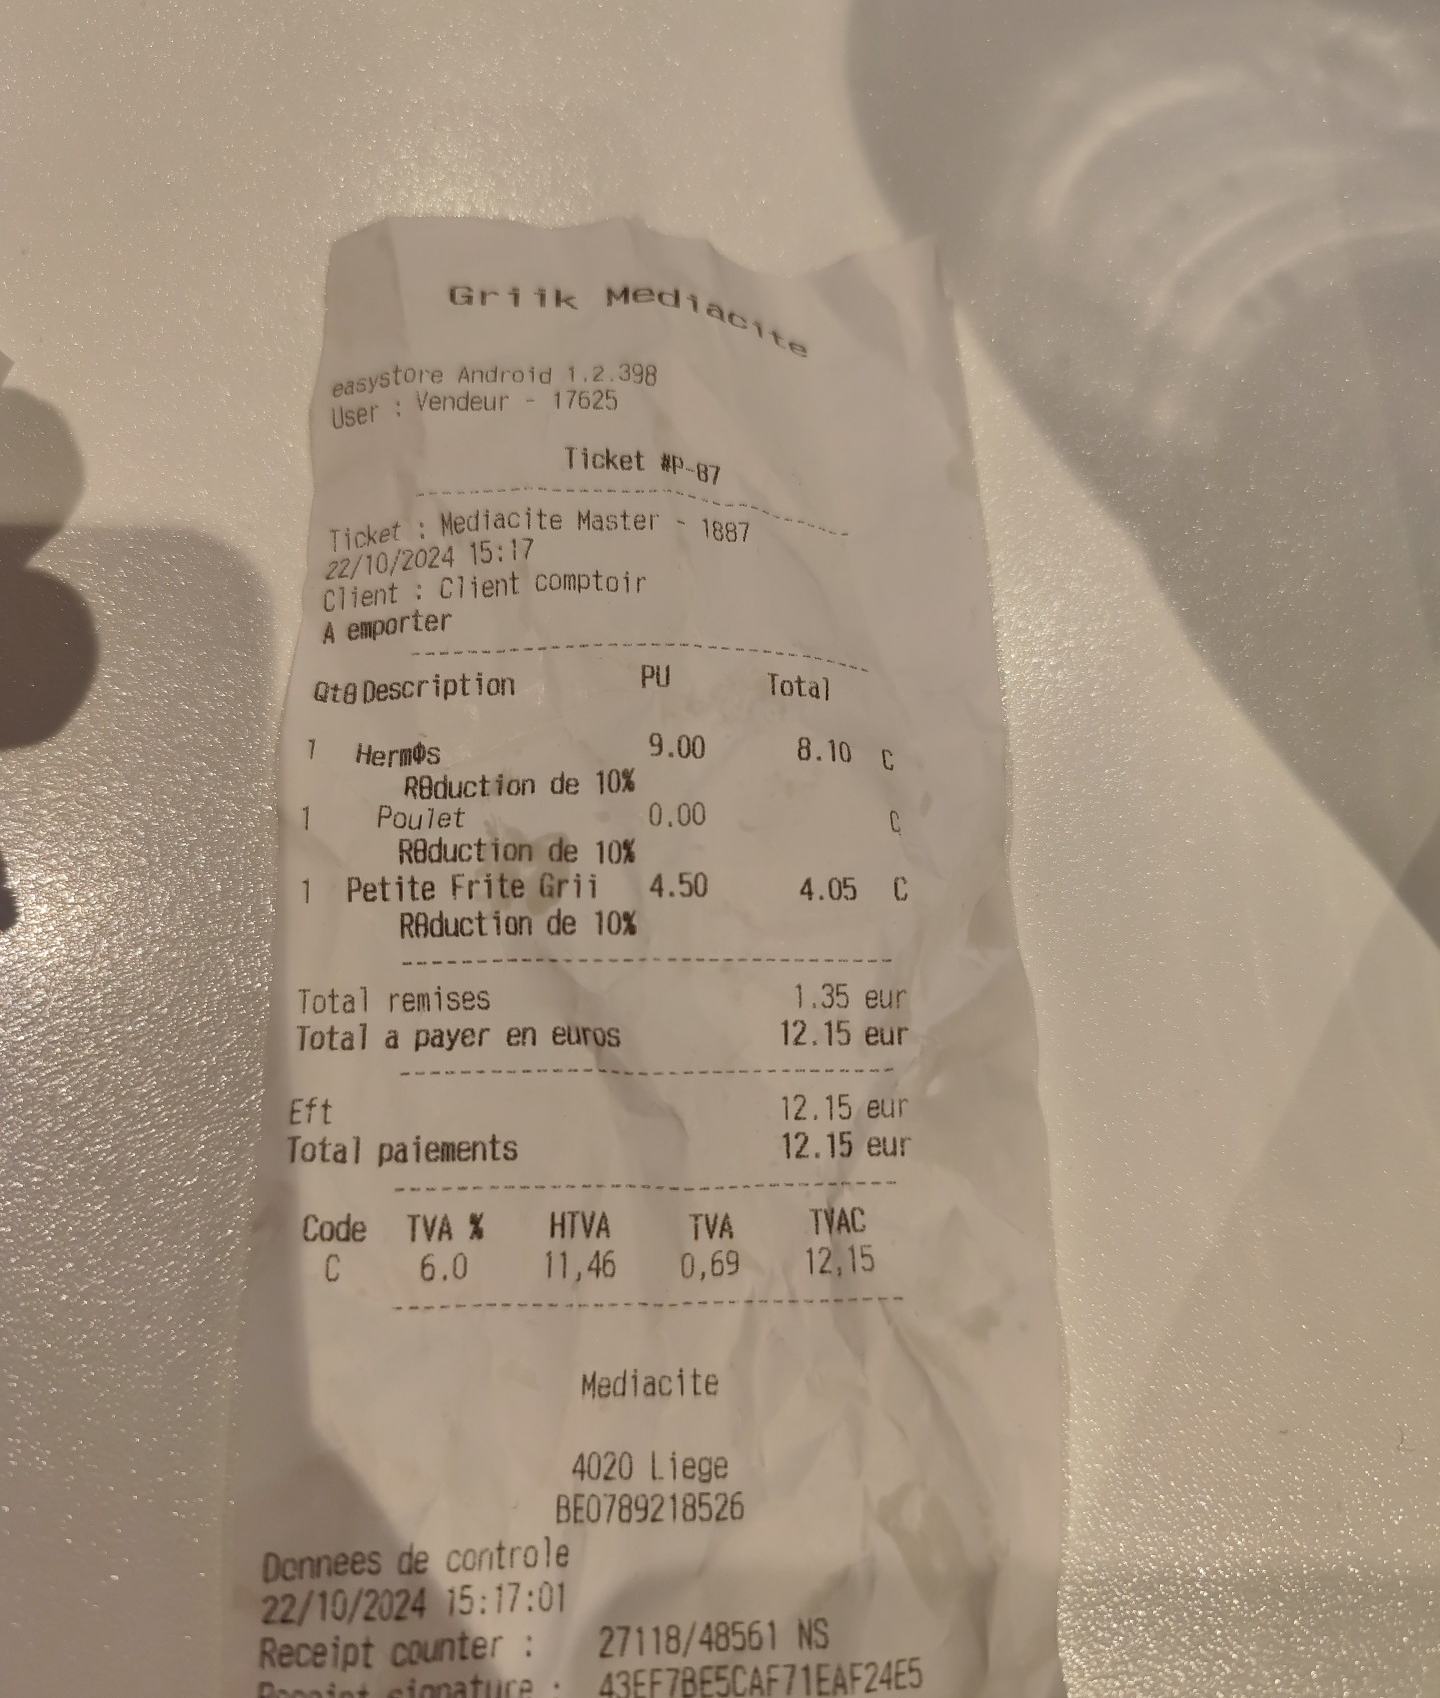 Griik Mediacite
easystore Android 1.2.398
User : Vendeur - 17625
Ticket #P-87
Ticket : Mediacite Master - 1887
22/10/2024 15:17
Client : Client comptoir
A emporter
QtθDescription PU Total
1 HermΦs 9.00 8.10 C
Rθduction de 10%
1 Poulet 0.00 C
Rθduction de 10%
1 Petite Frite Grii 4.50 4.05 C
Rθduction de 10%
Total remises 1.35 eur
Total a payer en euros 12.15 eur
Eft 12.15 eur
Total paiements 12.15 eur
Code TVA % HTVA TVA TVAC
C 6.0 11,46 0,69 12,15
Mediacite
4020 Liege
BE0789218526
Donnees de controle
22/10/2024 15:17:01
Receipt counter : 27118/48561 NS
Receipt signature : 43EF7BE5CAF71EAF24E5